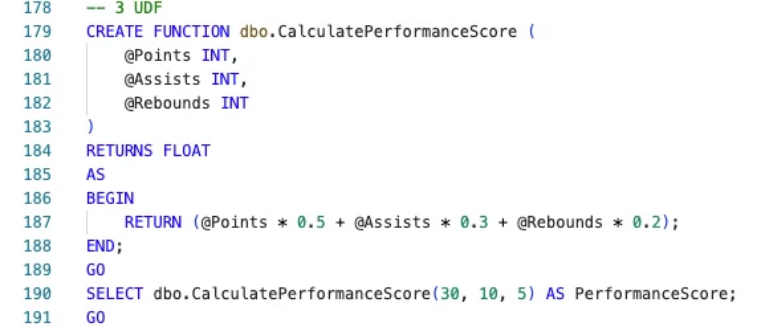 178 -- 3 UDF
179 CREATE FUNCTION dbo.CalculatePerformanceScore (
180 @Points INT,
181 @Assists INT,
182 @Rebounds INT
183 )
184 RETURNS FLOAT
185 AS
186 BEGIN
187 RETURN (@Points * 0.5 + @Assists * 0.3 + @Rebounds * 0.2);
188 END;
189 GO
190 SELECT dbo.CalculatePerformanceScore(30, 10, 5) AS PerformanceScore;
191 GO